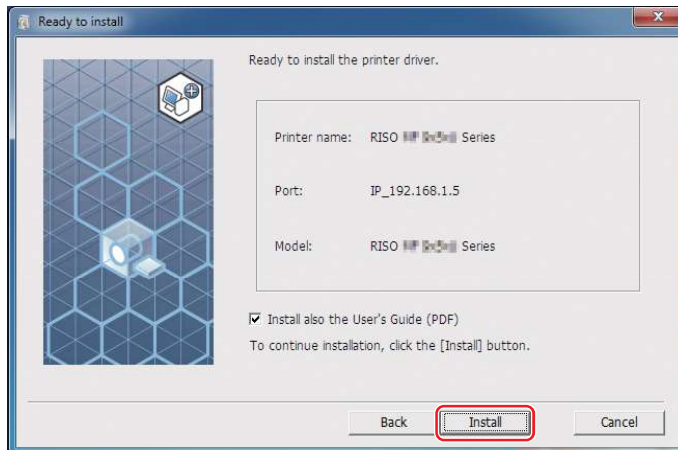 Ready to install
Ready to install the printer driver.
Printer name: RISO Series
Port: IP_192.168.1.5
Model: RISO Series
Install also the User's Guide (PDF)
To continue installation, click the [Install] button.
Back Install Cancel